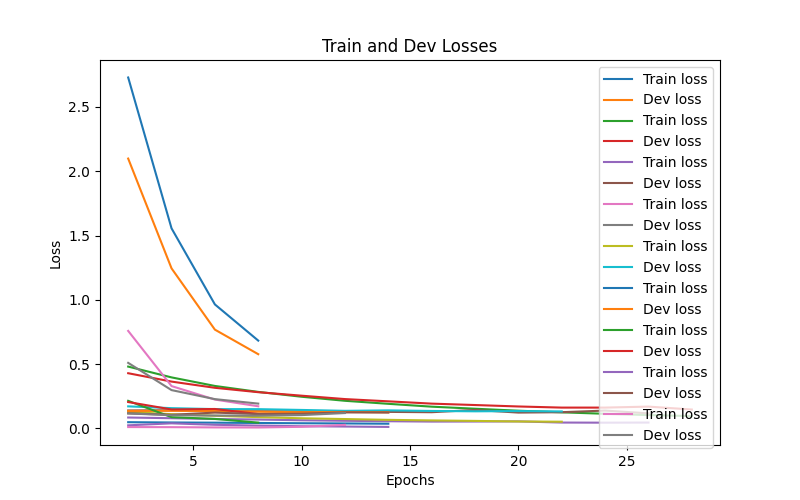 Train and Dev Losses
Loss
2.5
2.0
1.5
1.0
0.5
0.0
5
10
15
20
25
Epochs
Train loss
Dev loss
Train loss
Dev loss
Train loss
Dev loss
Train loss
Dev loss
Train loss
Dev loss
Train loss
Dev loss
Train loss
Dev loss
Train loss
Dev loss
Train loss
Dev loss